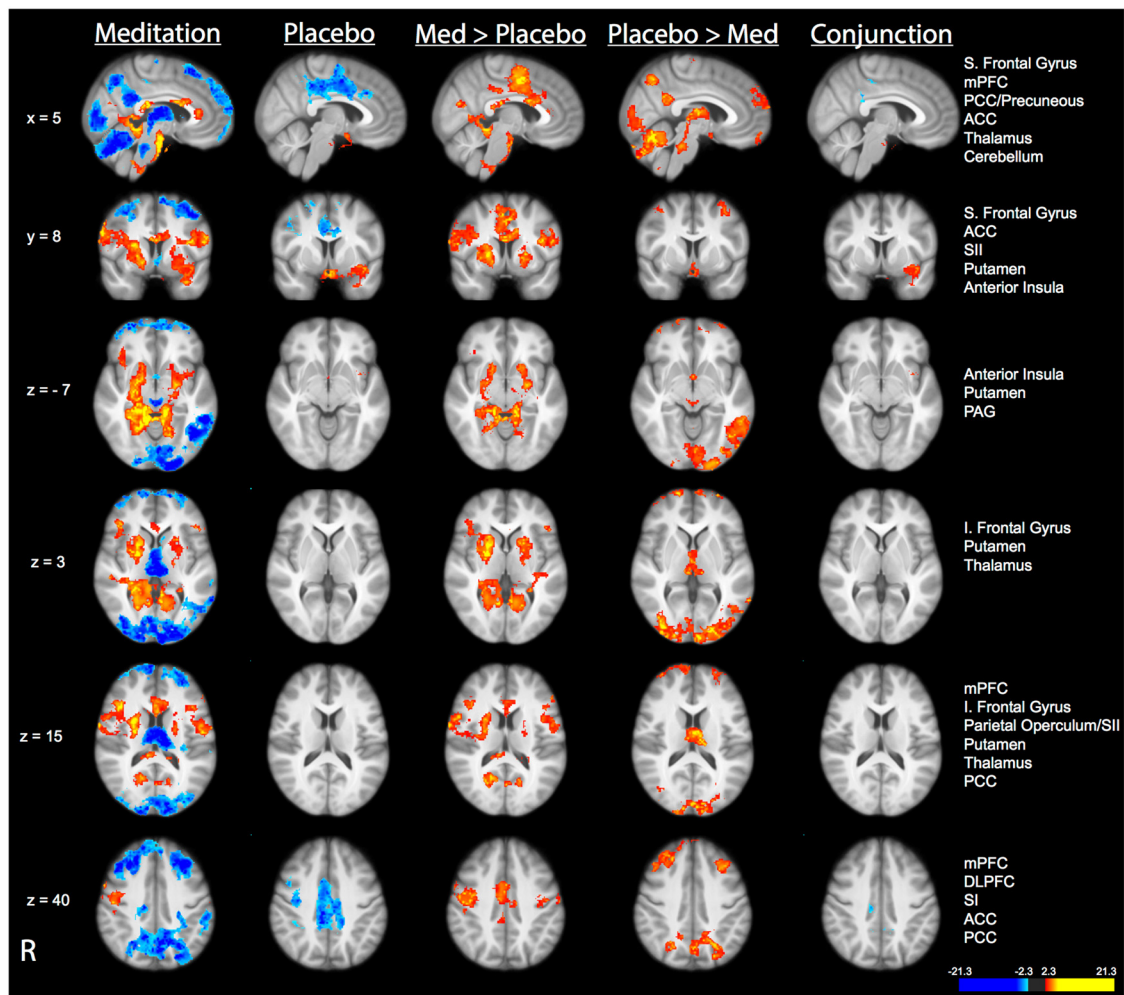 Meditation Placebo Med > Placebo Placebo > Med Conjunction
x = 5
S. Frontal Gyrus
mPFC
PCC/Precuneous
ACC
Thalamus
Cerebellum
y = 8
S. Frontal Gyrus
ACC
SII
Putamen
Anterior Insula
z = - 7
Anterior Insula
Putamen
PAG
z = 3
I. Frontal Gyrus
Putamen
Thalamus
z = 15
mPFC
I. Frontal Gyrus
Parietal Operculum/SII
Putamen
Thalamus
PCC
z = 40
mPFC
DLPFC
SI
ACC
PCC
R
-21.3 -2.3 2.3 21.3